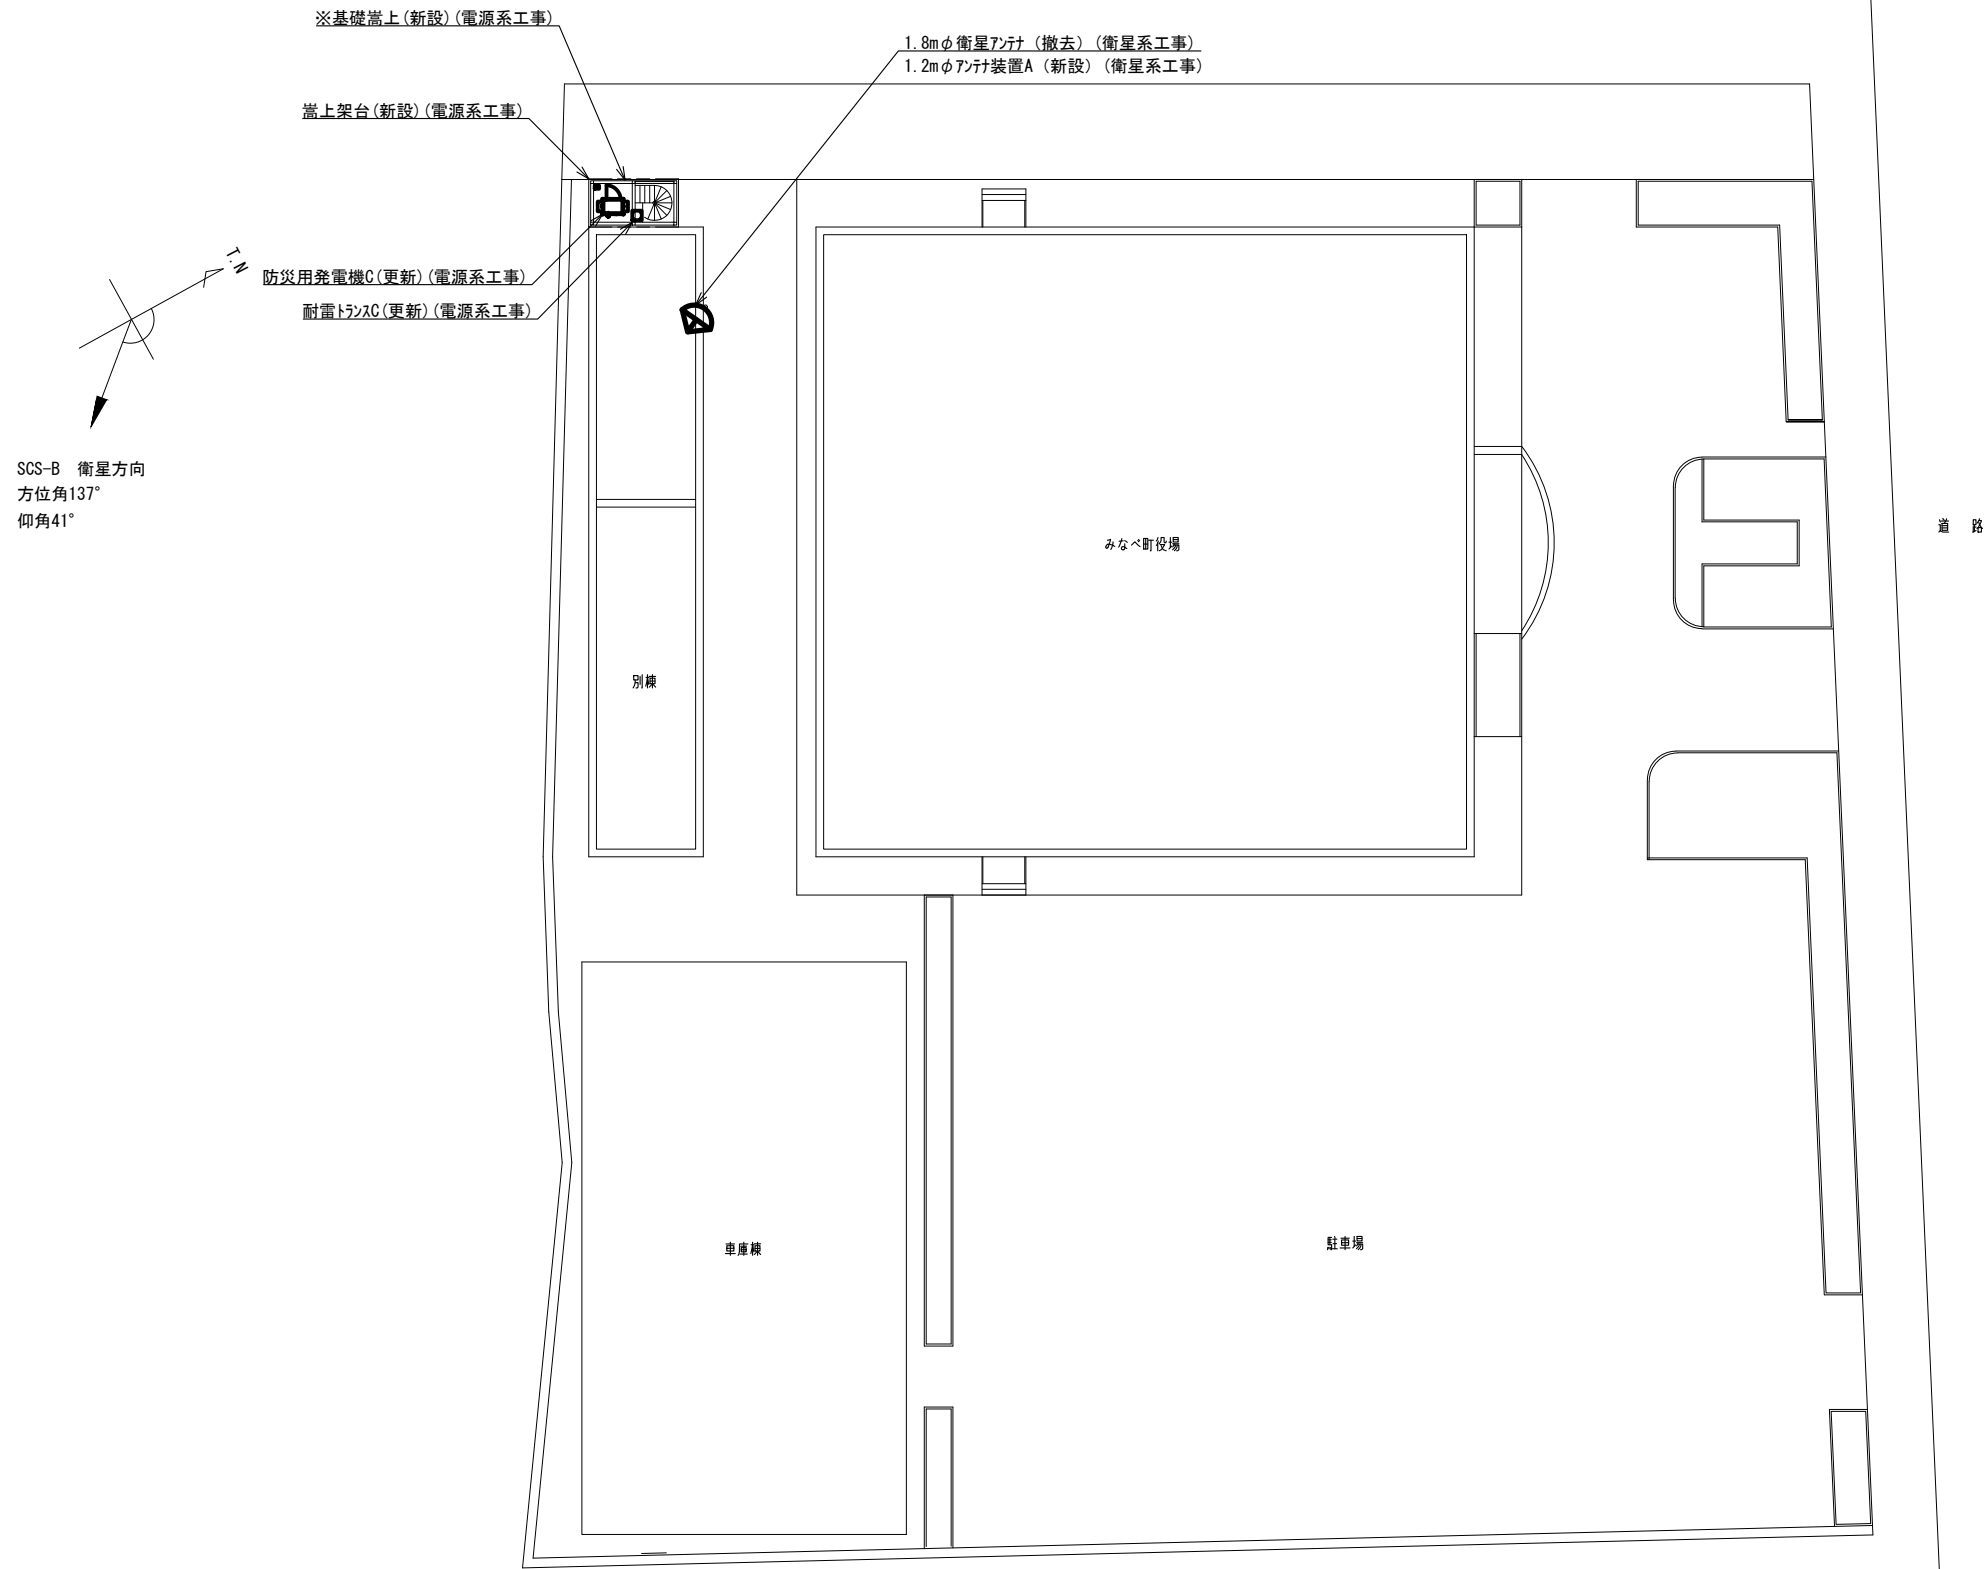 ※基礎嵩上(新設)(電源系工事)
1.8mφ衛星ｱﾝﾃﾅ（撤去）(衛星系工事)
1.2mφｱﾝﾃﾅ装置A（新設）(衛星系工事)
嵩上架台(新設)(電源系工事)
T.N
防災用発電機C(更新)(電源系工事)
耐雷ﾄﾗﾝｽC(更新)(電源系工事)
SCS-B　衛星方向
方位角137°
仰角41°
道　路
みなべ町役場
別棟
車庫棟
駐車場